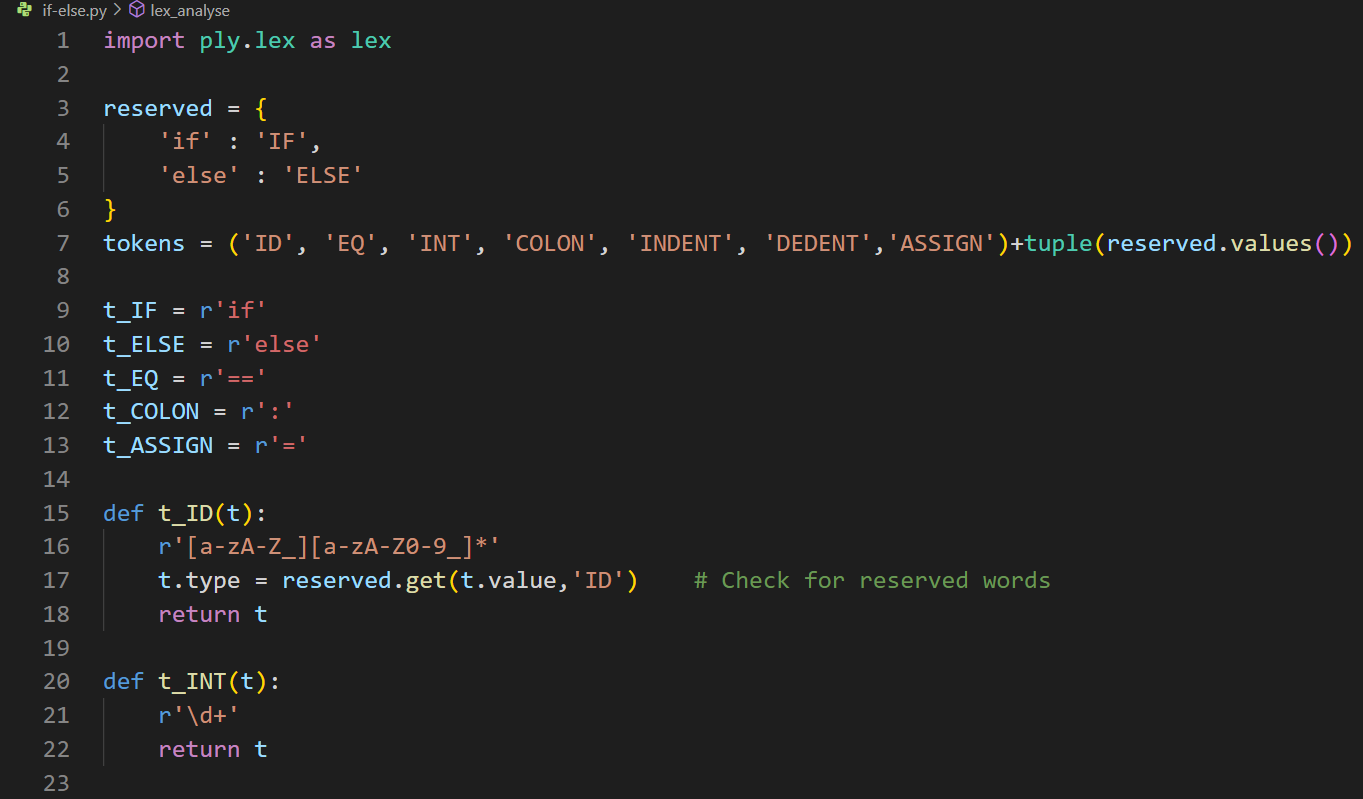 if-else.py > lex_analyse
1 import ply.lex as lex
2
3 reserved = {
4     'if' : 'IF',
5     'else' : 'ELSE'
6 }
7 tokens = ('ID', 'EQ', 'INT', 'COLON', 'INDENT', 'DEDENT','ASSIGN')+tuple(reserved.values())
8
9 t_IF = r'if'
10 t_ELSE = r'else'
11 t_EQ = r'=='
12 t_COLON = r':'
13 t_ASSIGN = r'='
14
15 def t_ID(t):
16     r'[a-zA-Z_][a-zA-Z0-9_]*'
17     t.type = reserved.get(t.value,'ID')    # Check for reserved words
18     return t
19
20 def t_INT(t):
21     r'\d+'
22     return t
23